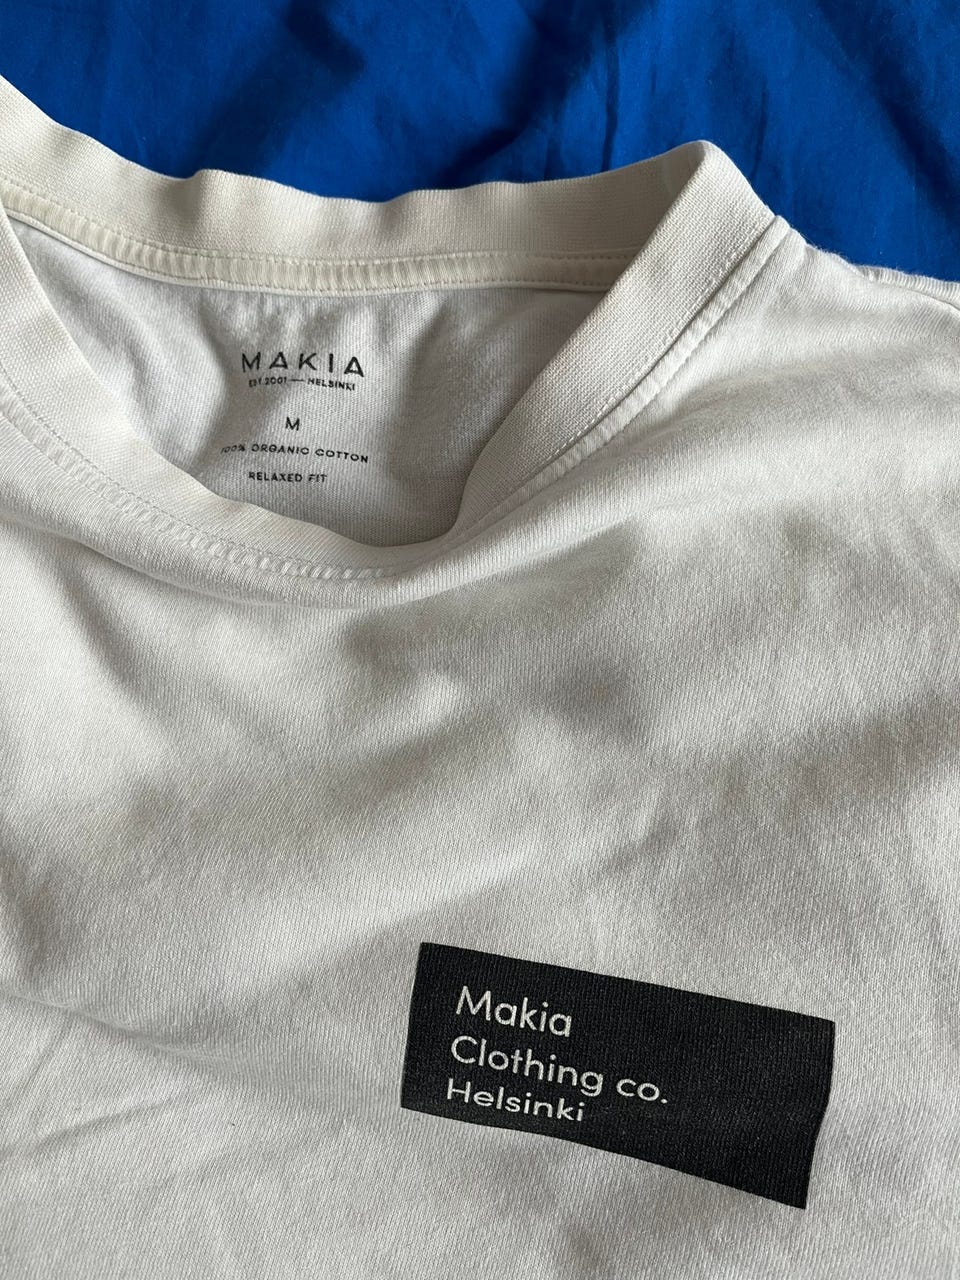 MAKIA
EST.2001 — HELSINKI
M
100% ORGANIC COTTON
RELAXED FIT
Makia
Clothing co.
Helsinki